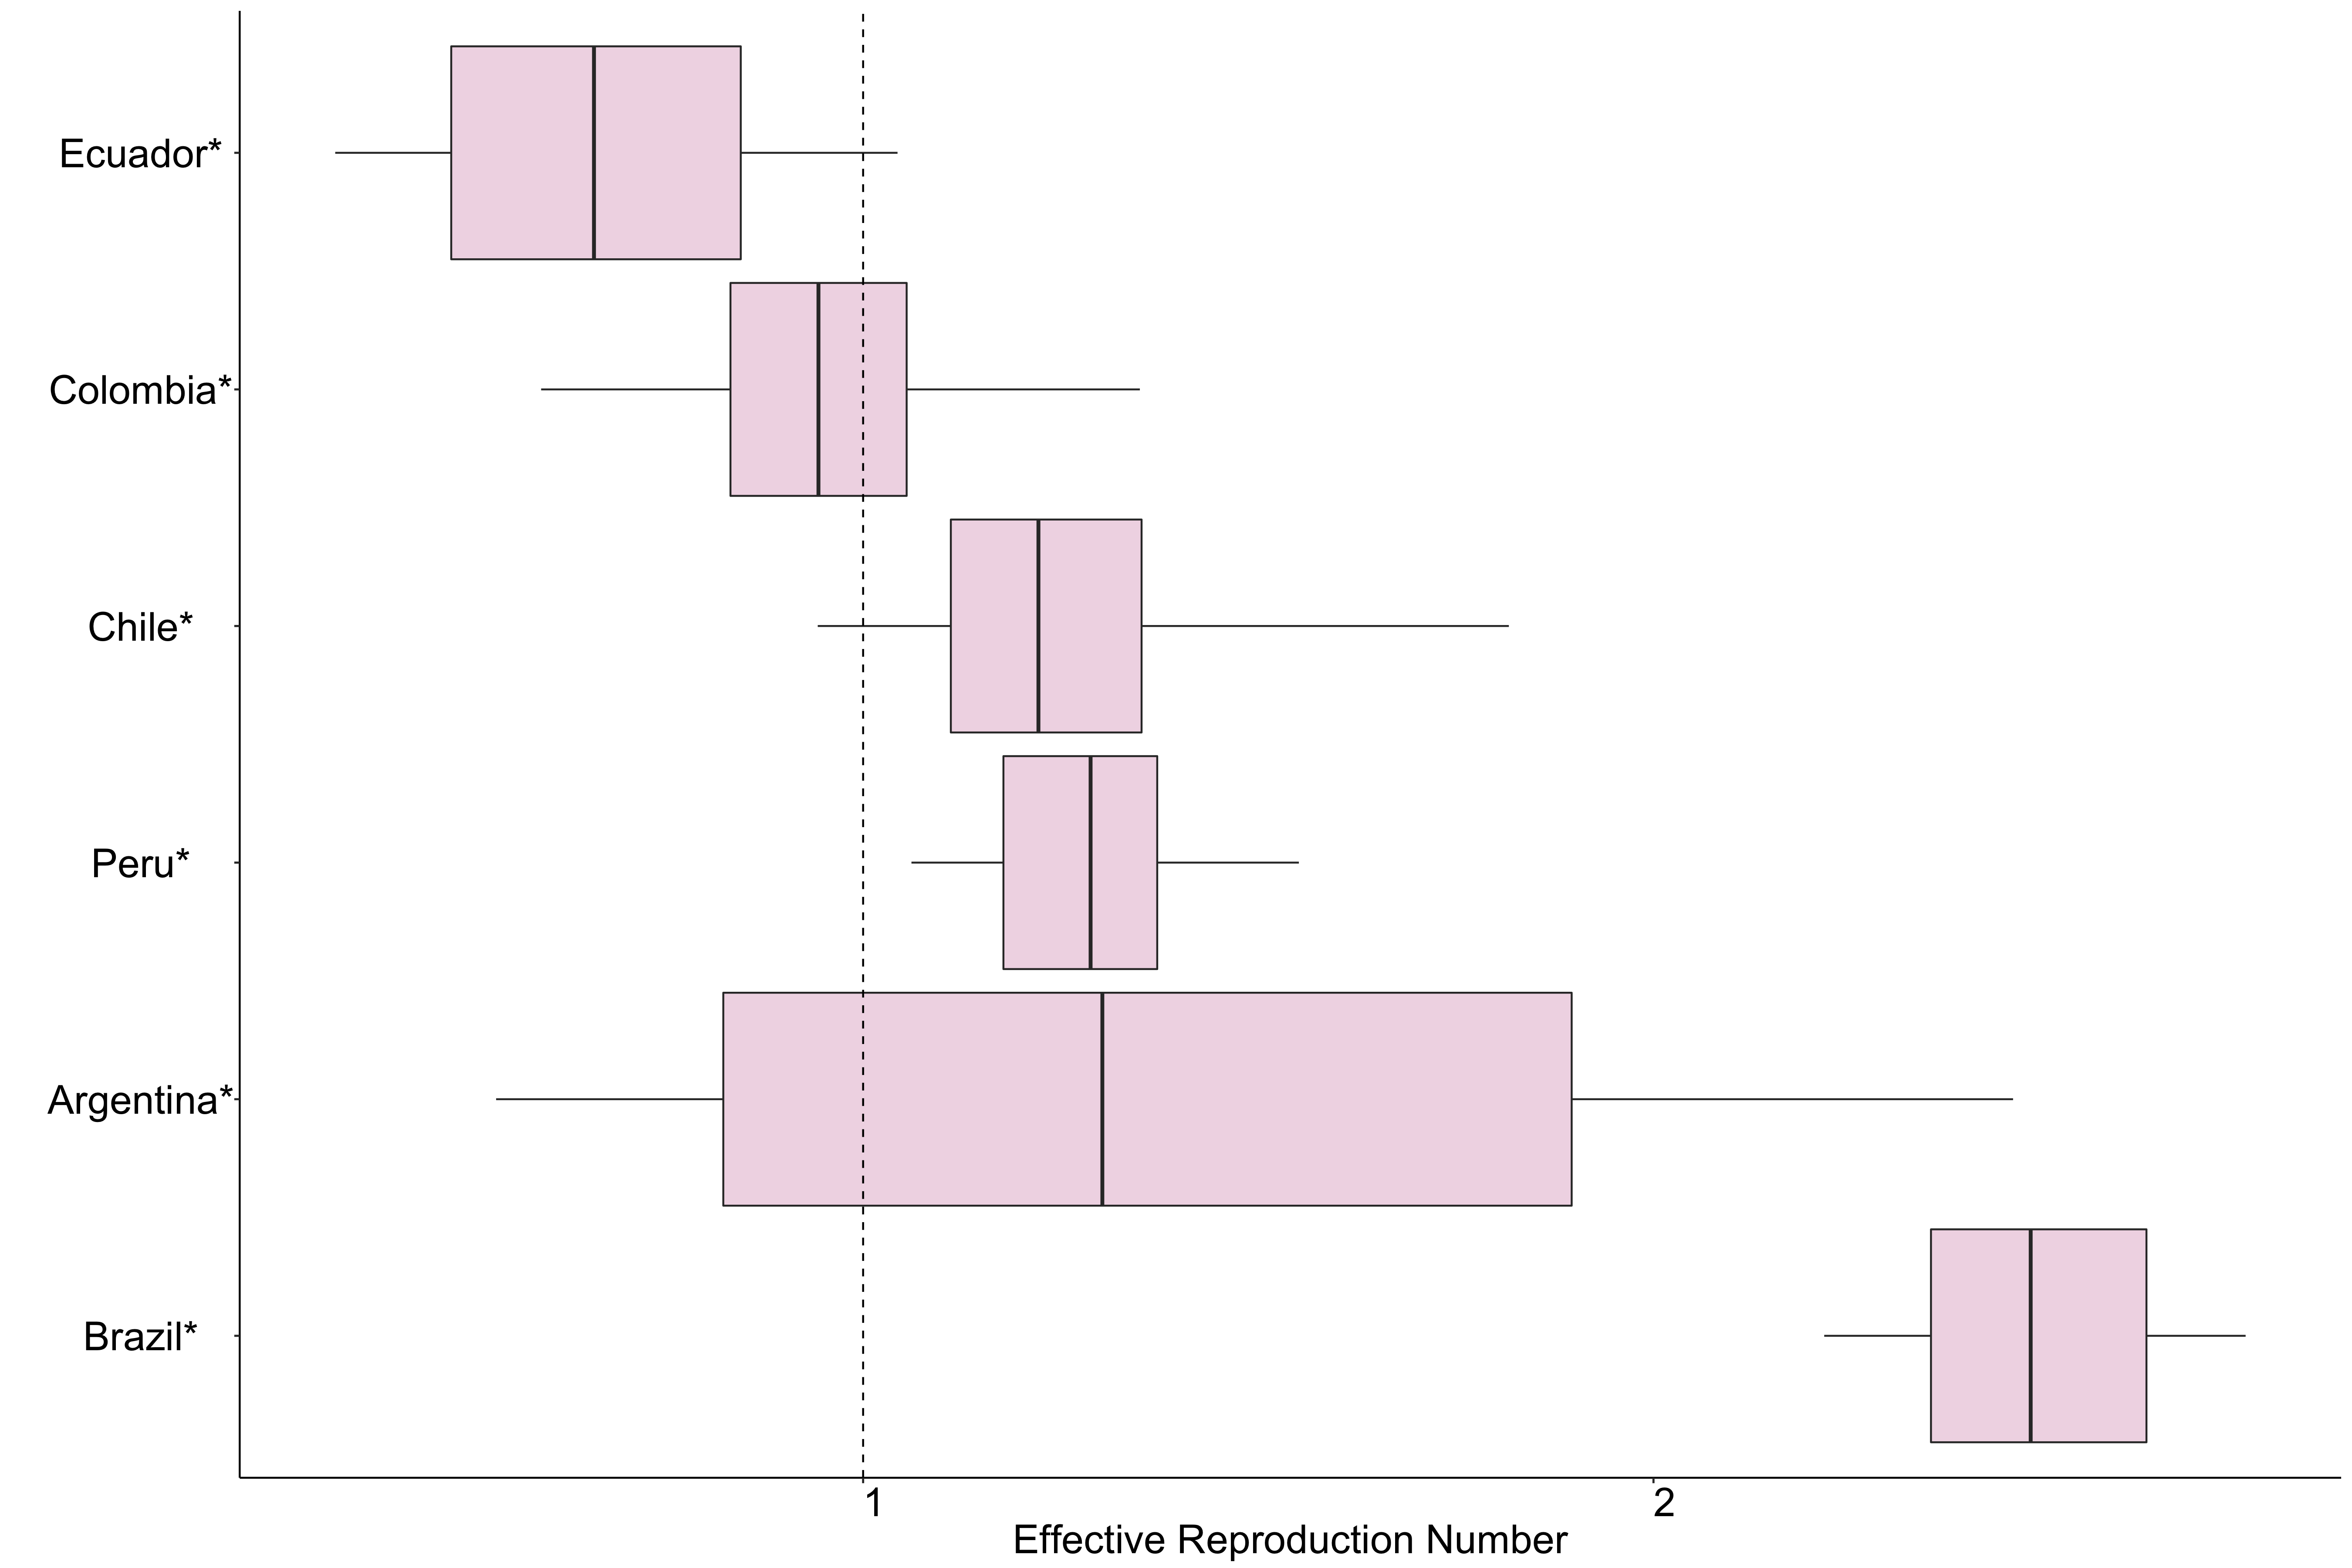 Ecuador*
Colombia*
Chile*
Peru*
Argentina*
Brazil*
1 2
Effective Reproduction Number